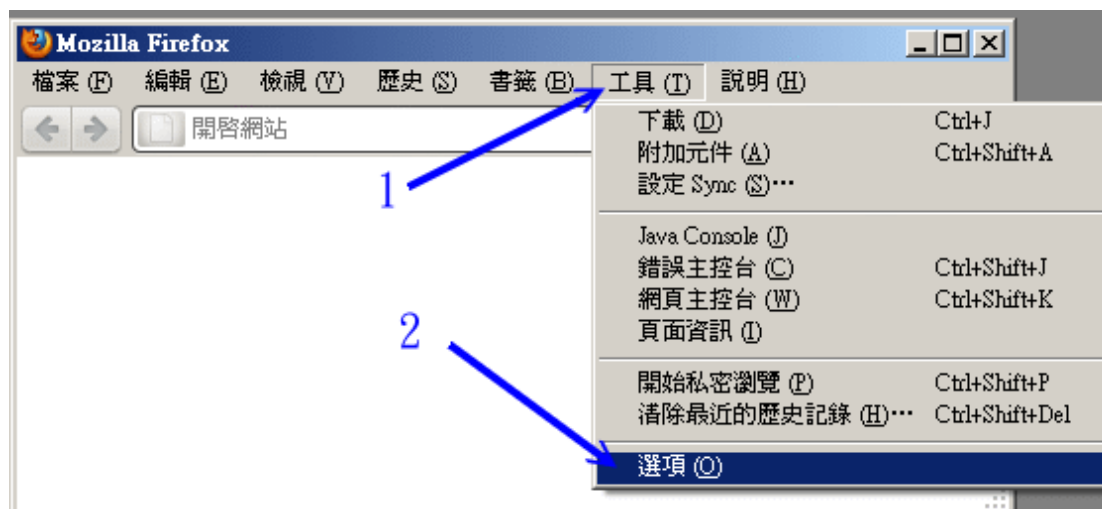 Mozilla Firefox
檔案 (F) 編輯 (E) 檢視 (V) 歷史 (S) 書籤 (B) 工具 (T) 說明 (H)
開啓網站
下載 (D) Ctrl+J
附加元件 (A) Ctrl+Shift+A
設定 Sync (S)…
1
Java Console (J)
錯誤主控台 (C) Ctrl+Shift+J
網頁主控台 (W) Ctrl+Shift+K
頁面資訊 (I)
2
開始私密瀏覽 (P) Ctrl+Shift+P
清除最近的歷史記錄 (H)… Ctrl+Shift+Del
選項 (O)